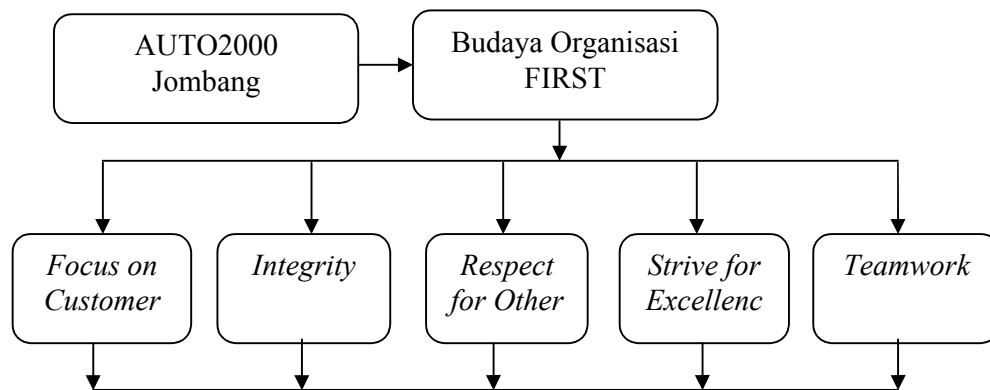 AUTO2000
Jombang
Budaya Organisasi
FIRST
Focus on
Customer
Integrity
Respect
for Other
Strive for
Excellenc
Teamwork